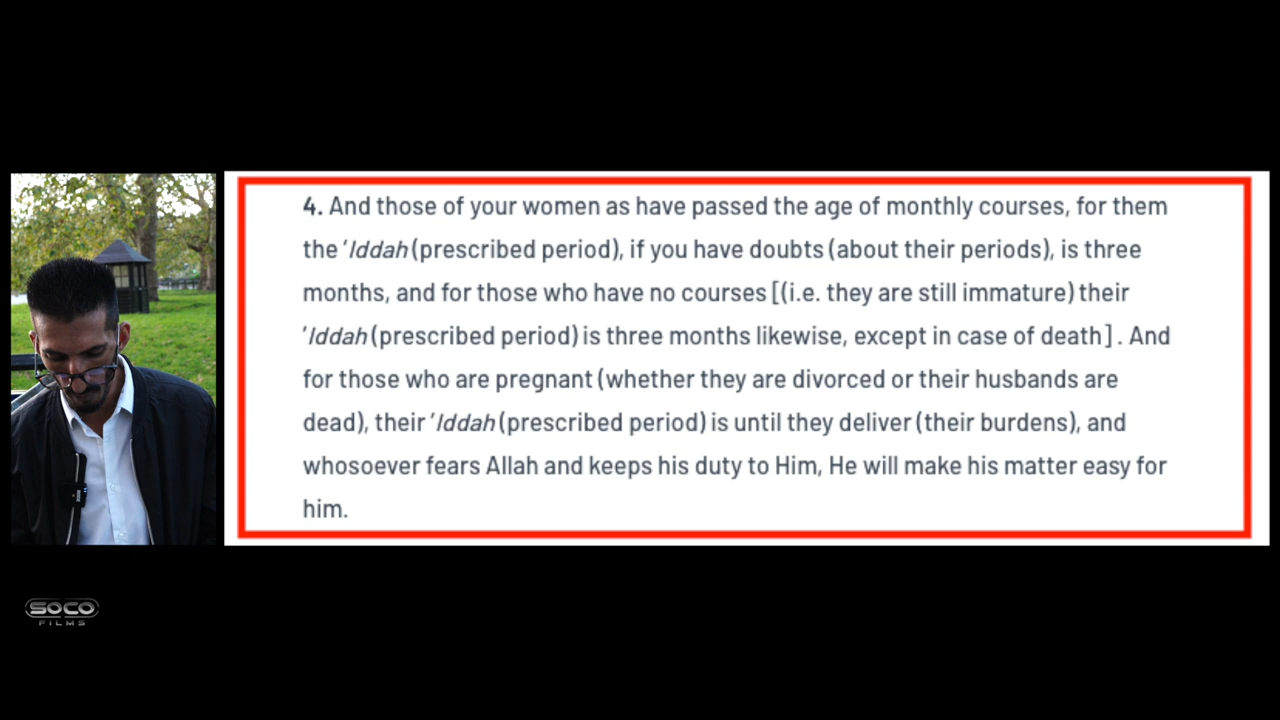 4. And those of your women as have passed the age of monthly courses, for them
the ‘Iddah (prescribed period), if you have doubts (about their periods), is three
months, and for those who have no courses [(i.e. they are still immature) their
‘Iddah (prescribed period) is three months likewise, except in case of death]. And
for those who are pregnant (whether they are divorced or their husbands are
dead), their ‘Iddah (prescribed period) is until they deliver (their burdens), and
whosoever fears Allah and keeps his duty to Him, He will make his matter easy for
him.
SOCO
FILMS